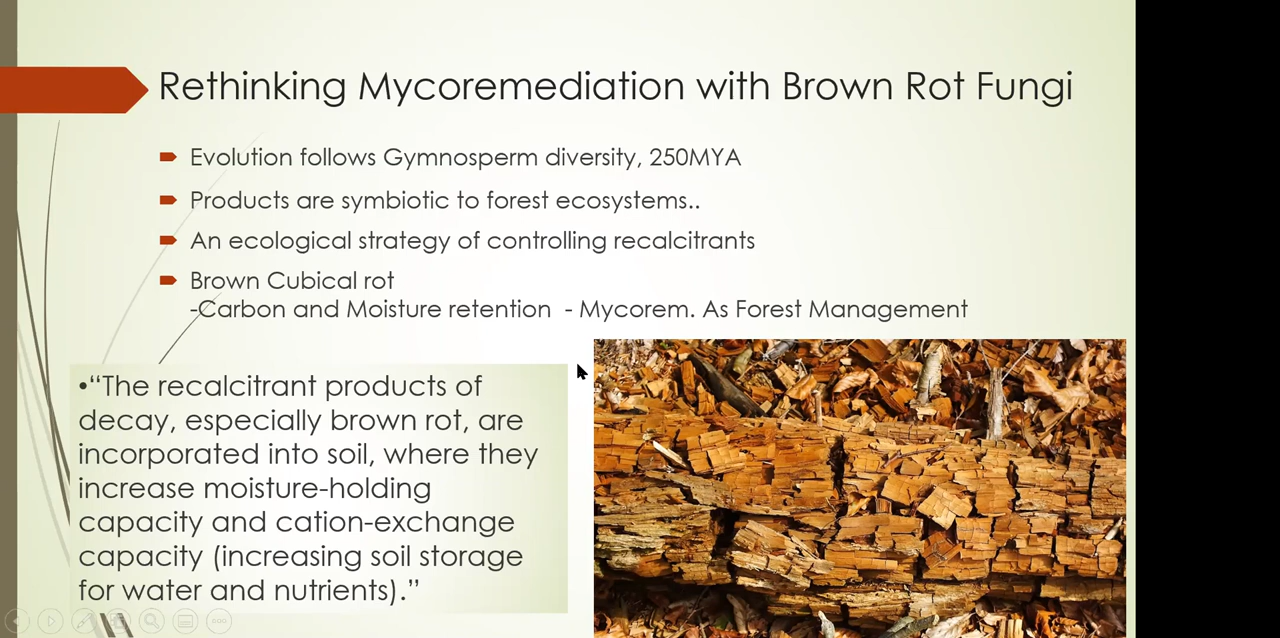 Rethinking Mycoremediation with Brown Rot Fungi
Evolution follows Gymnosperm diversity, 250MYA
Products are symbiotic to forest ecosystems..
An ecological strategy of controlling recalcitrants
Brown Cubical rot
-Carbon and Moisture retention - Mycorem. As Forest Management
•“The recalcitrant products of
decay, especially brown rot, are
incorporated into soil, where they
increase moisture-holding
capacity and cation-exchange
capacity (increasing soil storage
for water and nutrients).”